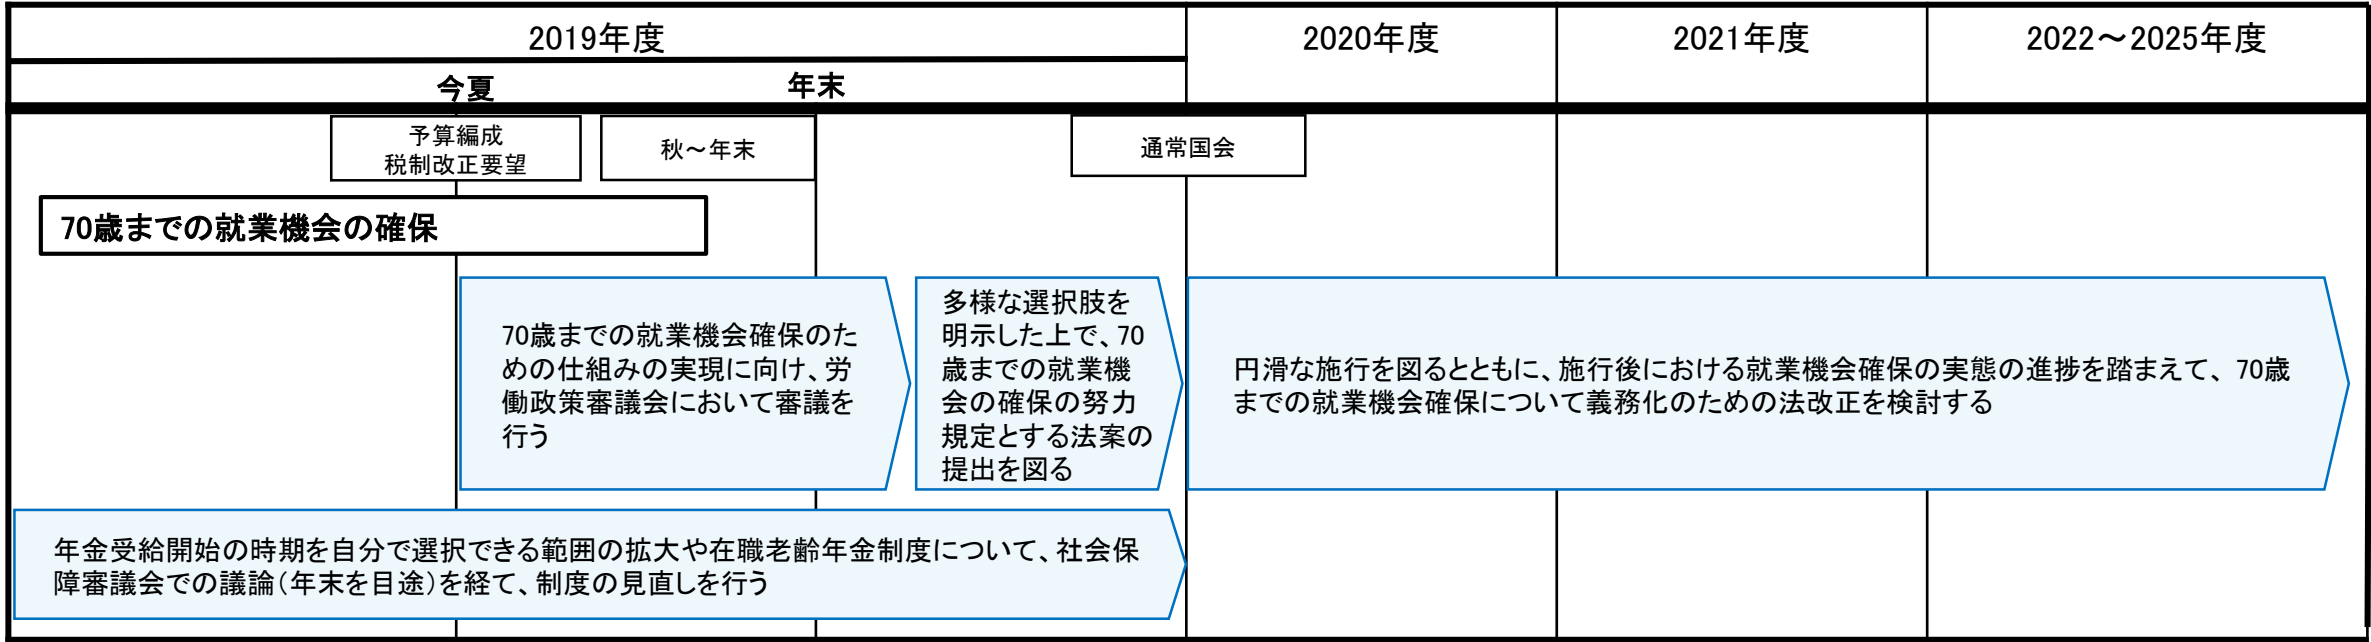 2019年度
2020年度
2021年度
2022～2025年度
今夏
年末
予算編成
税制改正要望
秋～年末
通常国会
70歳までの就業機会の確保
70歳までの就業機会確保のた
めの仕組みの実現に向け、労
働政策審議会において審議を
行う
多様な選択肢を
明示した上で、70
歳までの就業機
会の確保の努力
規定とする法案の
提出を図る
円滑な施行を図るとともに、施行後における就業機会確保の実態の進捗を踏まえて、70歳
までの就業機会確保について義務化のための法改正を検討する
年金受給開始の時期を自分で選択できる範囲の拡大や在職老齢年金制度について、社会保
障審議会での議論（年末を目途）を経て、制度の見直しを行う